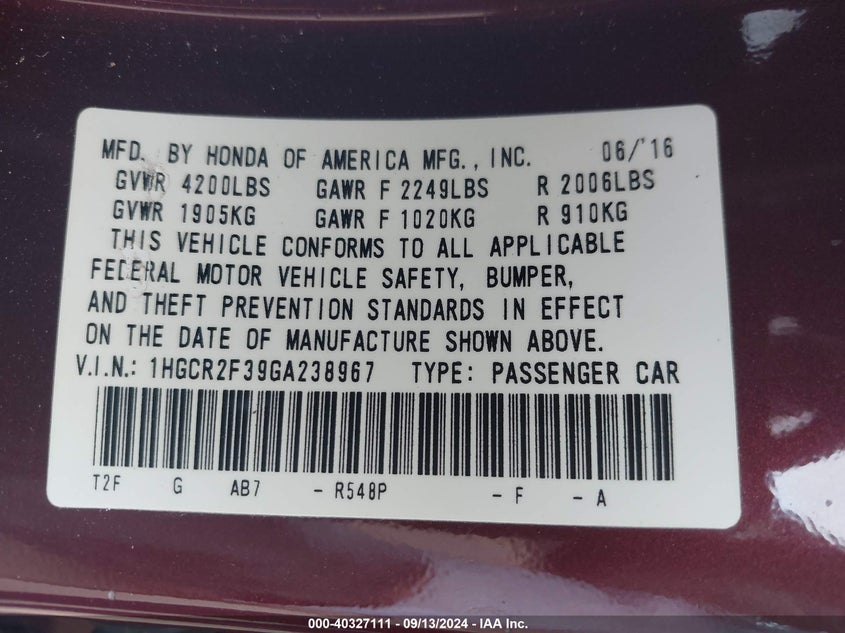 MFD. BY HONDA OF AMERICA MFG., INC. 06/'16
GVWR 4200LBS GAWR F 2249LBS R 2006LBS
GVWR 1905KG GAWR F 1020KG R 910KG
THIS VEHICLE CONFORMS TO ALL APPLICABLE
FEDERAL MOTOR VEHICLE SAFETY, BUMPER,
AND THEFT PREVENTION STANDARDS IN EFFECT
ON THE DATE OF MANUFACTURE SHOWN ABOVE.
V.I.N.: 1HGCR2F39GA238967 TYPE: PASSENGER CAR
T2F G AB7 - R548P - F - A
000-40327111 - 09/13/2024 - IAA Inc.